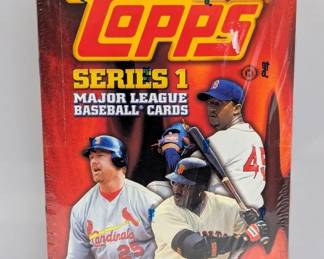 Topps
SERIES 1
MAJOR LEAGUE
BASEBALL CARDS
45
Cardinals
25